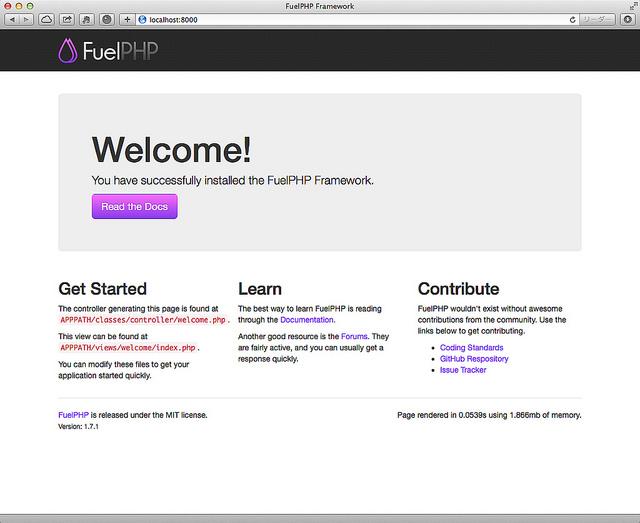 FuelPHP Framework
localhost:8000
リーダー
FuelPHP
Welcome!
You have successfully installed the FuelPHP Framework.
Read the Docs
Get Started
The controller generating this page is found at
APPPATH/classes/controller/welcome.php .
This view can be found at
APPPATH/views/welcome/index.php .
You can modify these files to get your
application started quickly.
Learn
The best way to learn FuelPHP is reading
through the Documentation.
Another good resource is the Forums. They
are fairly active, and you can usually get a
response quickly.
Contribute
FuelPHP wouldn't exist without awesome
contributions from the community. Use the
links below to get contributing.
• Coding Standards
• GitHub Respository
• Issue Tracker
FuelPHP is released under the MIT license.
Version: 1.7.1
Page rendered in 0.0539s using 1.866mb of memory.